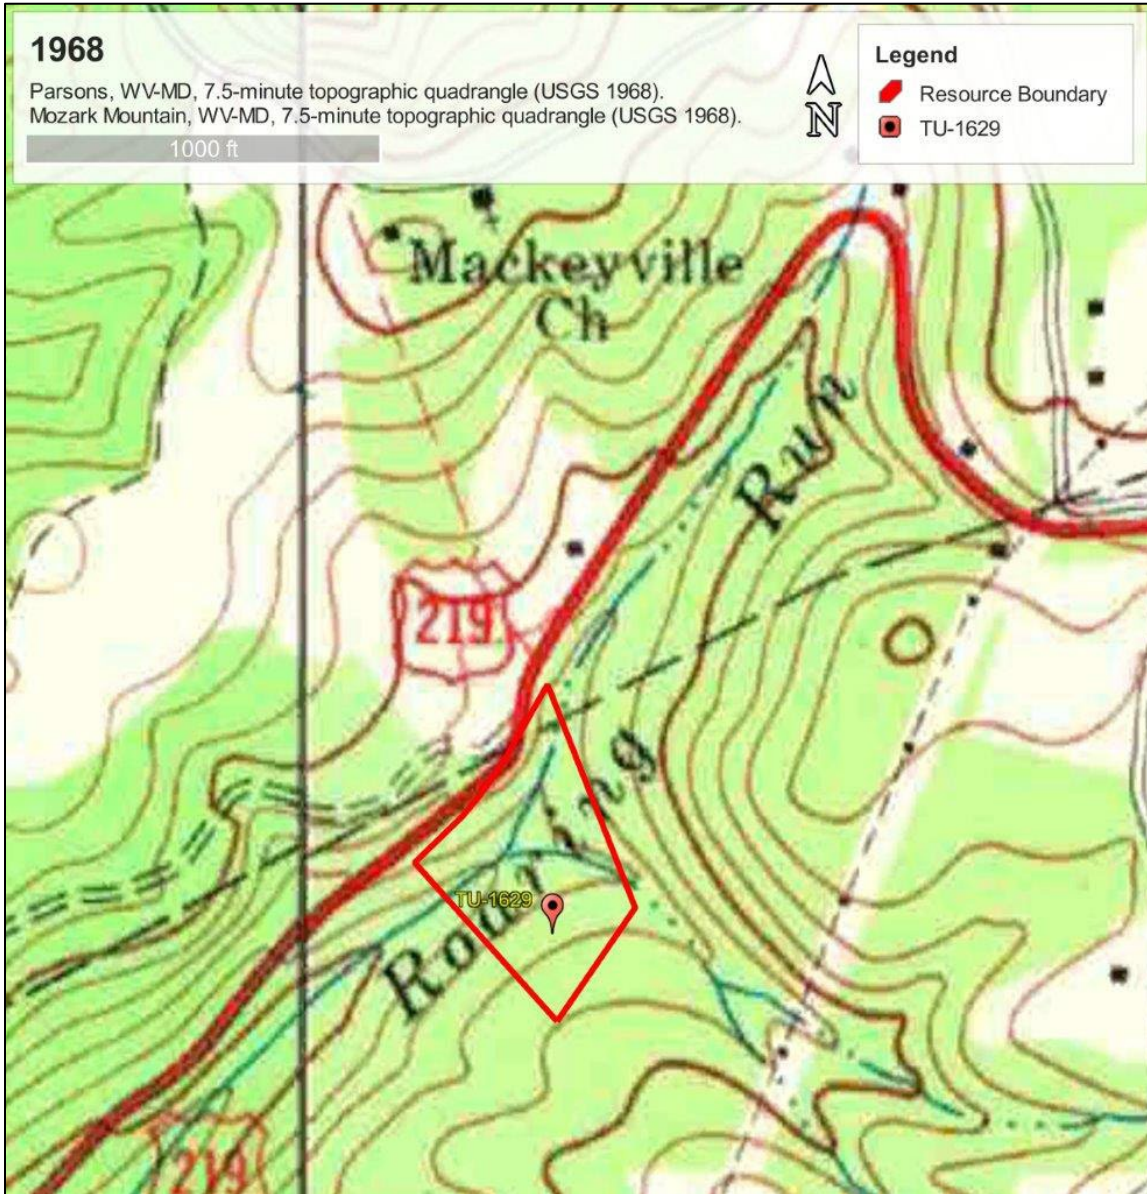 1968
Parsons, WV-MD, 7.5-minute topographic quadrangle (USGS 1968).
Mozark Mountain, WV-MD, 7.5-minute topographic quadrangle (USGS 1968).
1000 ft
N
Legend
Resource Boundary
TU-1629
Mackeyville
Ch
219
Roaring Run
TU-1629
219